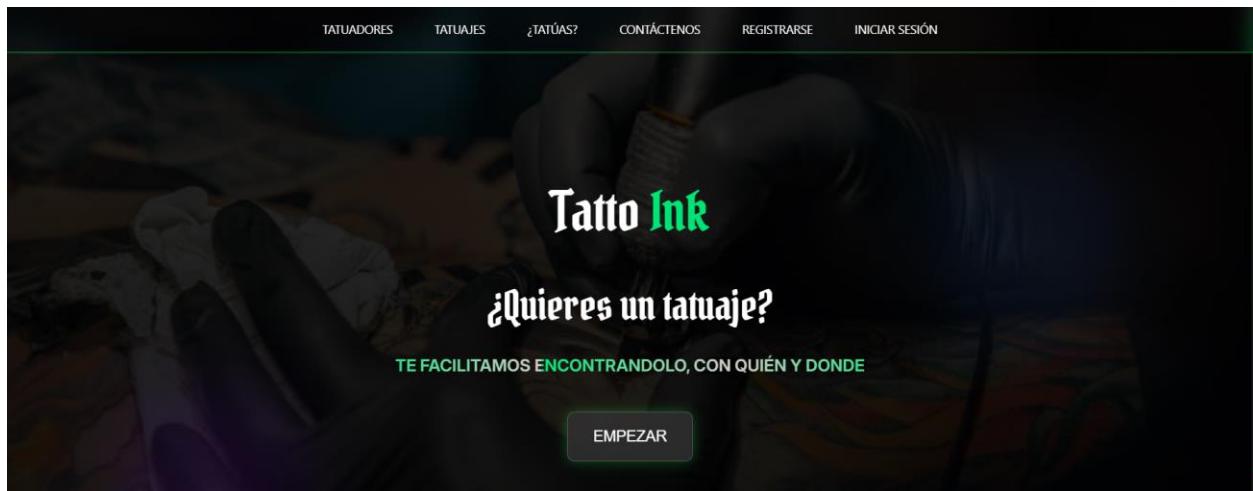 TATUADORES TATUAJES ¿TATÚAS? CONTÁCTENOS REGISTRARSE INICIAR SESIÓN
Tatto Ink
¿Quieres un tatuaje?
TE FACILITAMOS ENCONTRANDOLO, CON QUIÉN Y DONDE
EMPEZAR